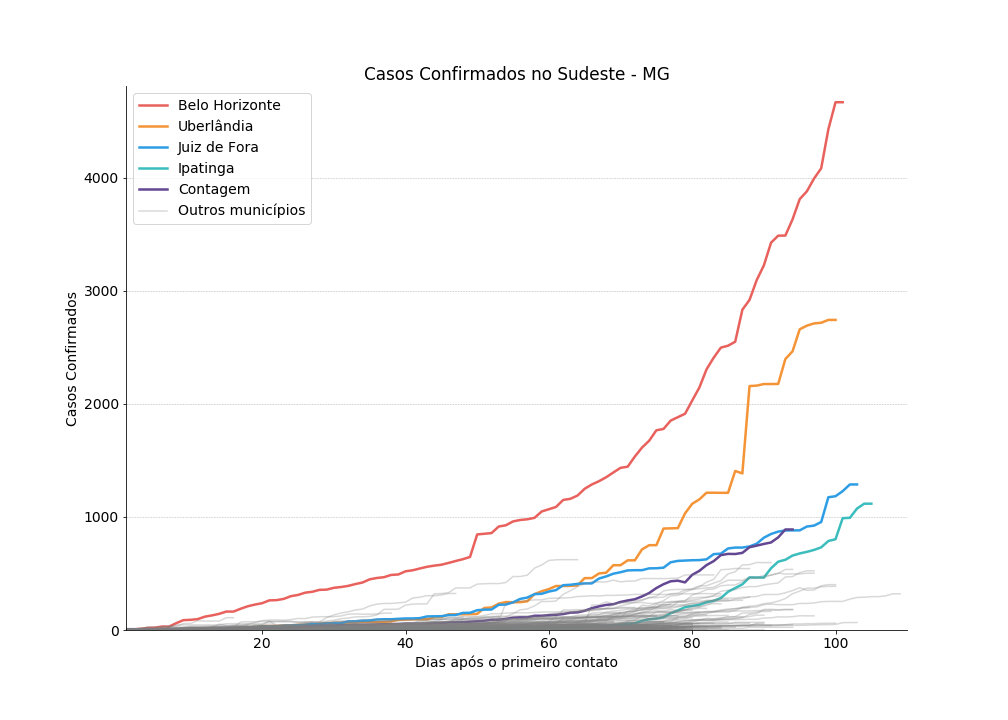 Casos Confirmados no Sudeste - MG
Belo Horizonte
Uberlândia
Juiz de Fora
Ipatinga
Contagem
Outros municípios
Casos Confirmados
4000
3000
2000
1000
0
20
40
60
80
100
Dias após o primeiro contato